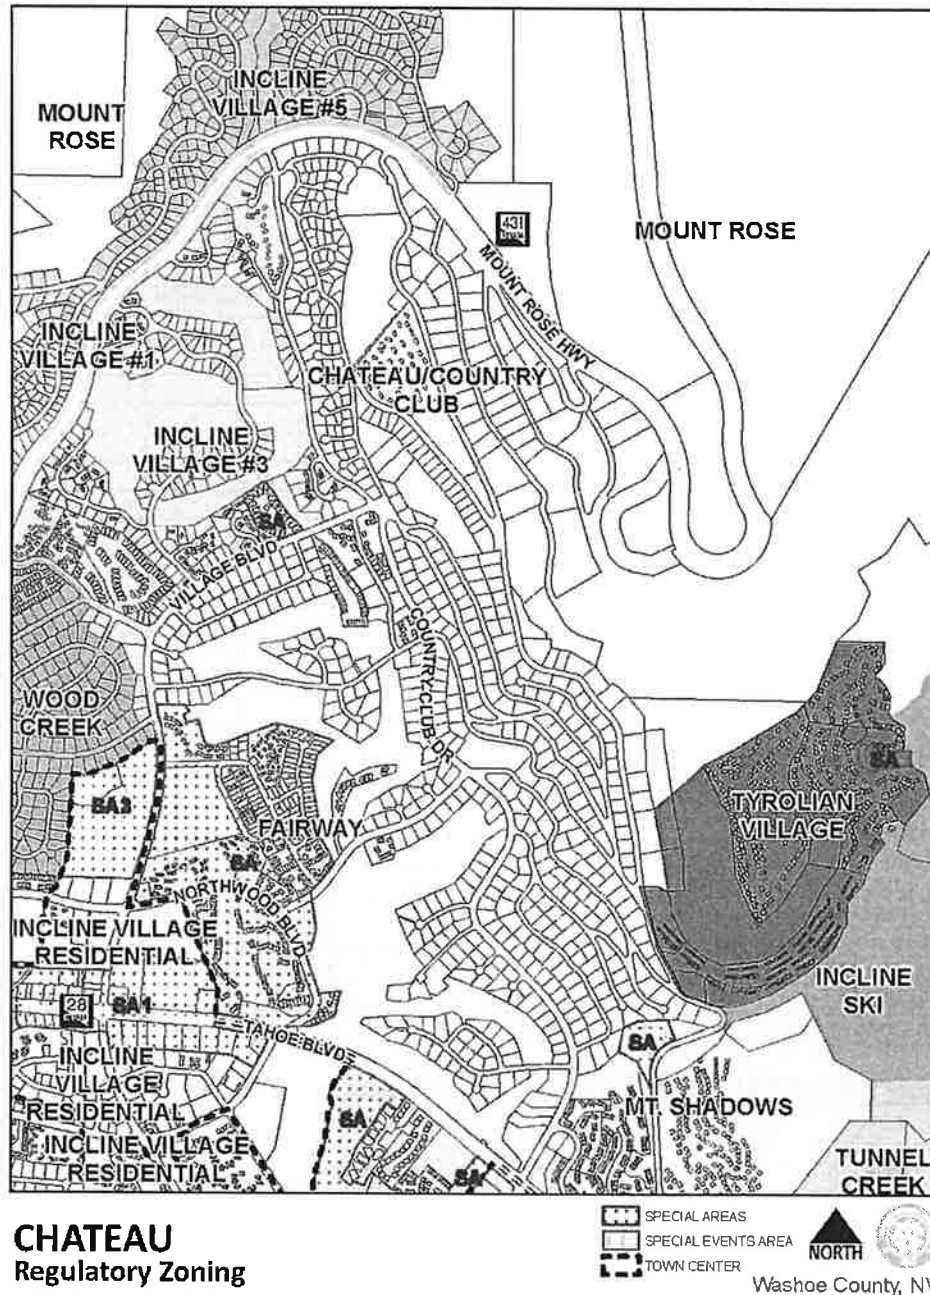 INCLINE
VILLAGE #5
MOUNT
ROSE
431
MOUNT ROSE
MOUNT ROSE HWY
INCLINE
VILLAGE #1
CHATEAU/COUNTRY
CLUB
INCLINE
VILLAGE #3
SA
VILLAGE BLVD
COUNTRY CLUB DR
WOOD
CREEK
SA
SA3
TYROLIAN
VILLAGE
FAIRWAY
SA
NORTHWOOD BLVD
INCLINE VILLAGE
RESIDENTIAL
INCLINE
SKI
28
SA1
TAHOE BLVD
SA
INCLINE
VILLAGE
RESIDENTIAL
MT. SHADOWS
SA
INCLINE VILLAGE
RESIDENTIAL
TUNNEL
CREEK
SA
CHATEAU
Regulatory Zoning
SPECIAL AREAS
SPECIAL EVENTS AREA
TOWN CENTER
NORTH
Washoe County, NV